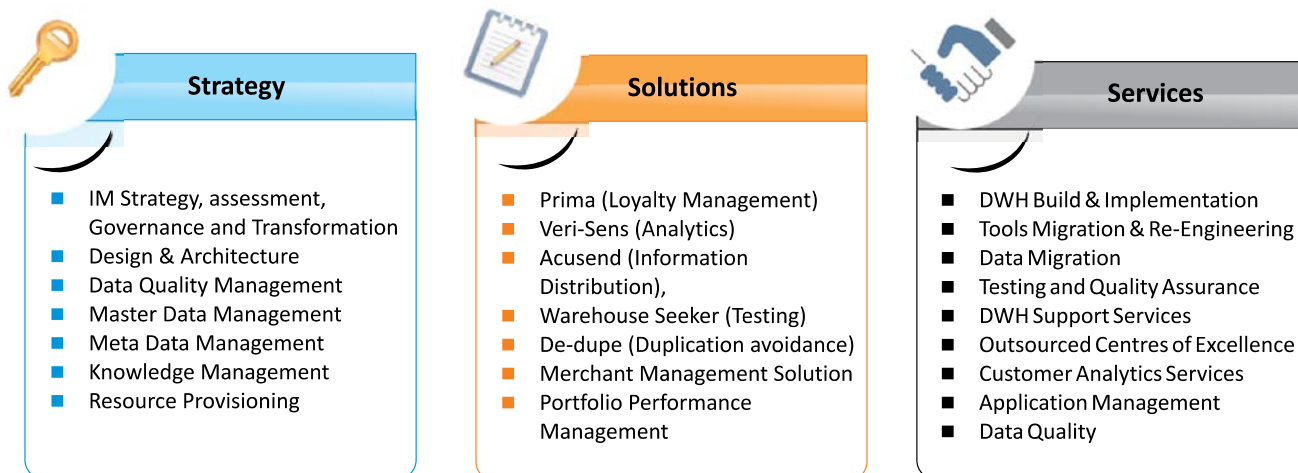 Strategy
IM Strategy, assessment,
Governance and Transformation
Design & Architecture
Data Quality Management
Master Data Management
Meta Data Management
Knowledge Management
Resource Provisioning
Solutions
Prima (Loyalty Management)
Veri-Sens (Analytics)
Acusend (Information
Distribution),
Warehouse Seeker (Testing)
De-dupe (Duplication avoidance)
Merchant Management Solution
Portfolio Performance
Management
Services
DWH Build & Implementation
Tools Migration & Re-Engineering
Data Migration
Testing and Quality Assurance
DWH Support Services
Outsourced Centres of Excellence
Customer Analytics Services
Application Management
Data Quality